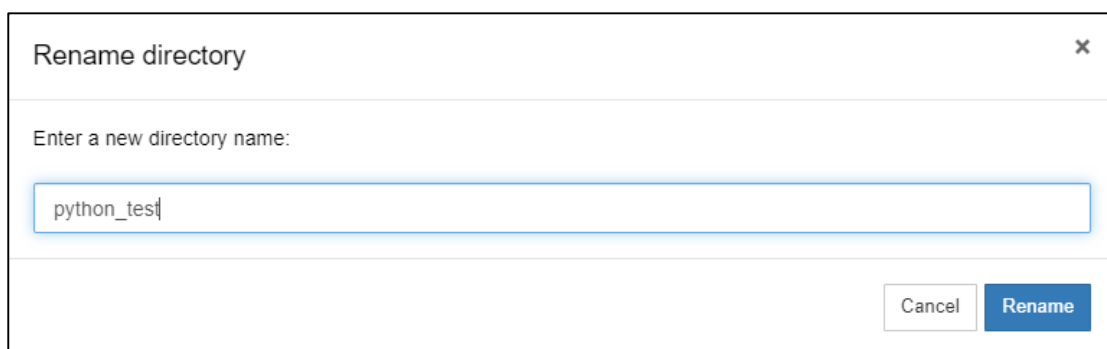 Rename directory
×
Enter a new directory name:
python_test
Cancel
Rename